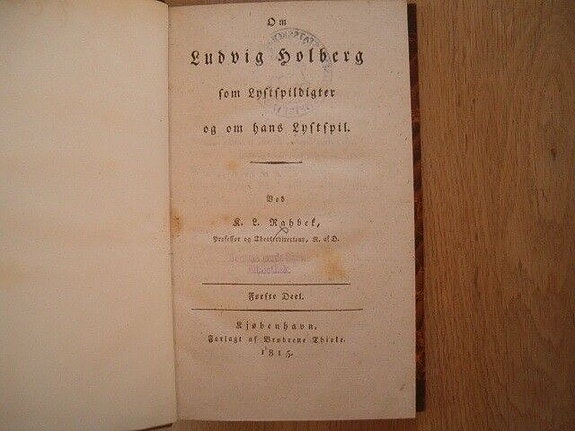 Om
Ludvig Holberg
som Lystspildigter
og om hans Lystspil.
Ved
K. L. Rahbek,
Professor og Theaterdirecteur, R. af D.
Første Deel.
Kjøbenhavn.
Forlagt af Brødrene Thiele.
1815.